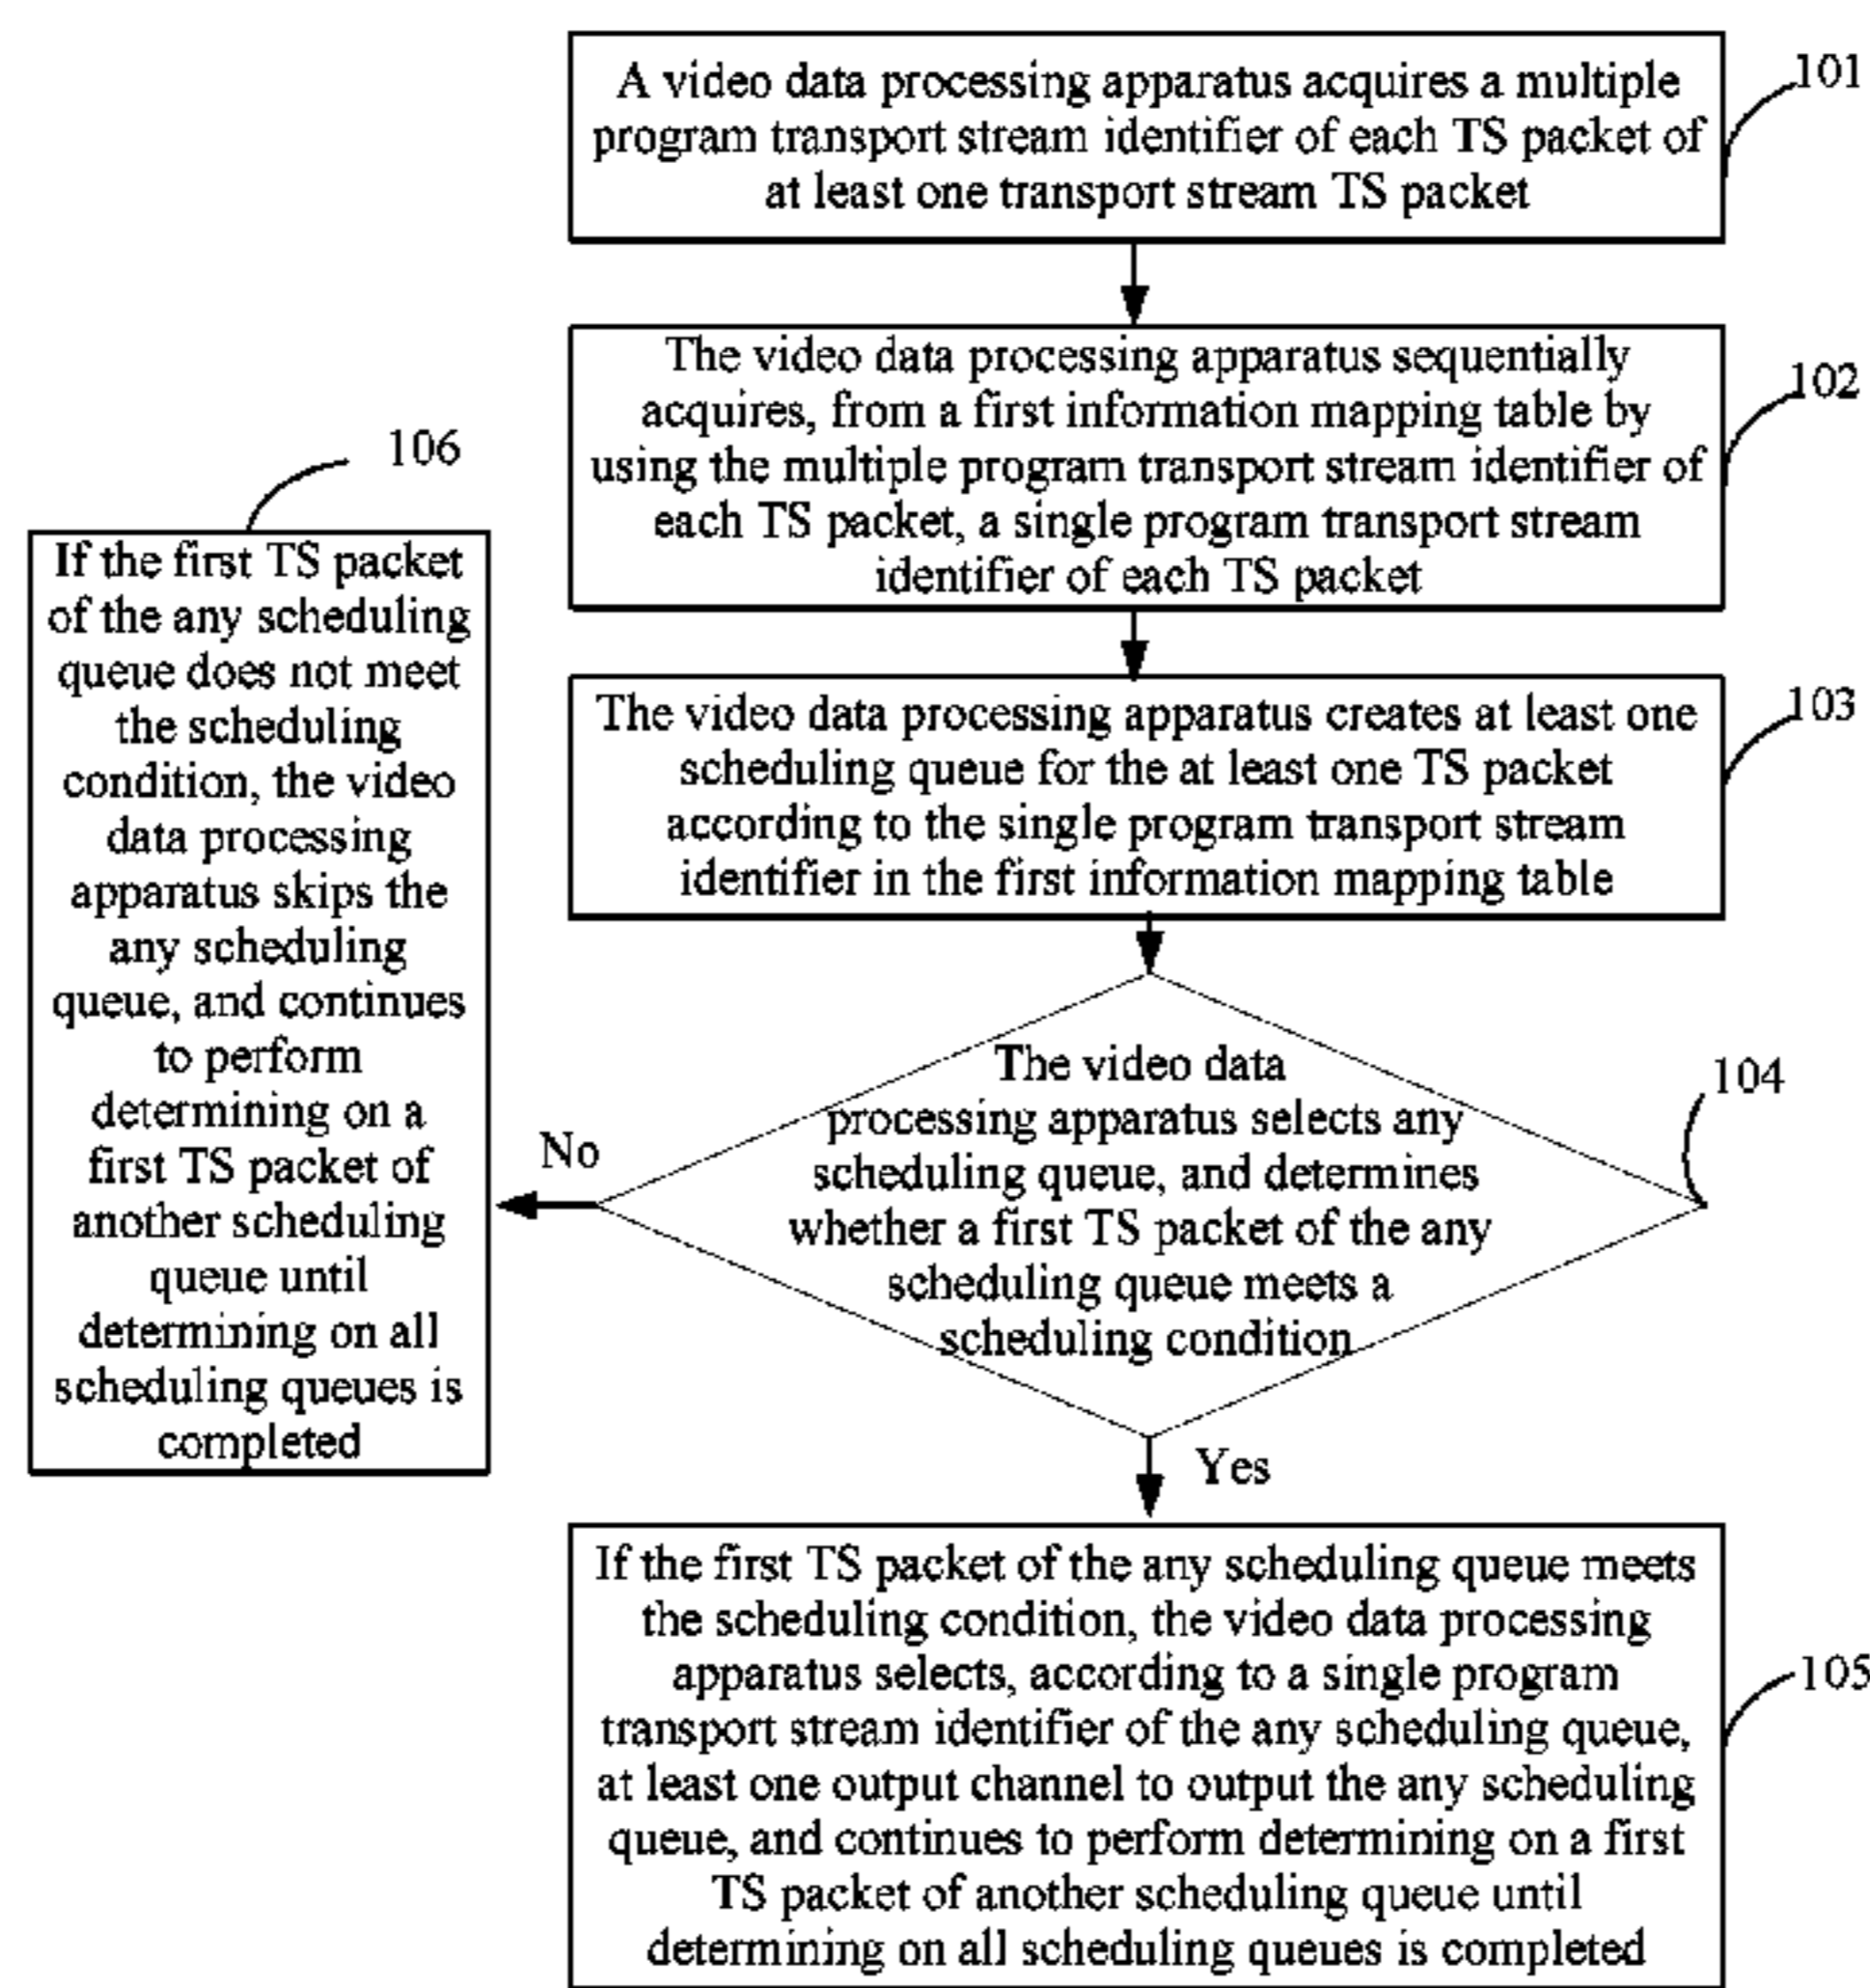 A video data processing apparatus acquires a multiple
program transport stream identifier of each TS packet of
at least one transport stream TS packet
101
The video data processing apparatus sequentially
acquires, from a first information mapping table by
using the multiple program transport stream identifier of
each TS packet, a single program transport stream
identifier of each TS packet
102
The video data processing apparatus creates at least one
scheduling queue for the at least one TS packet
according to the single program transport stream
identifier in the first information mapping table
103
The video data
processing apparatus selects any
scheduling queue, and determines
whether a first TS packet of the any
scheduling queue meets a
scheduling condition
104
No
106
If the first TS packet
of the any scheduling
queue does not meet
the scheduling
condition, the video
data processing
apparatus skips the
any scheduling
queue, and continues
to perform
determining on a
first TS packet of
another scheduling
queue until
determining on all
scheduling queues is
completed
Yes
If the first TS packet of the any scheduling queue meets
the scheduling condition, the video data processing
apparatus selects, according to a single program
transport stream identifier of the any scheduling queue,
at least one output channel to output the any scheduling
queue, and continues to perform determining on a first
TS packet of another scheduling queue until
determining on all scheduling queues is completed
105